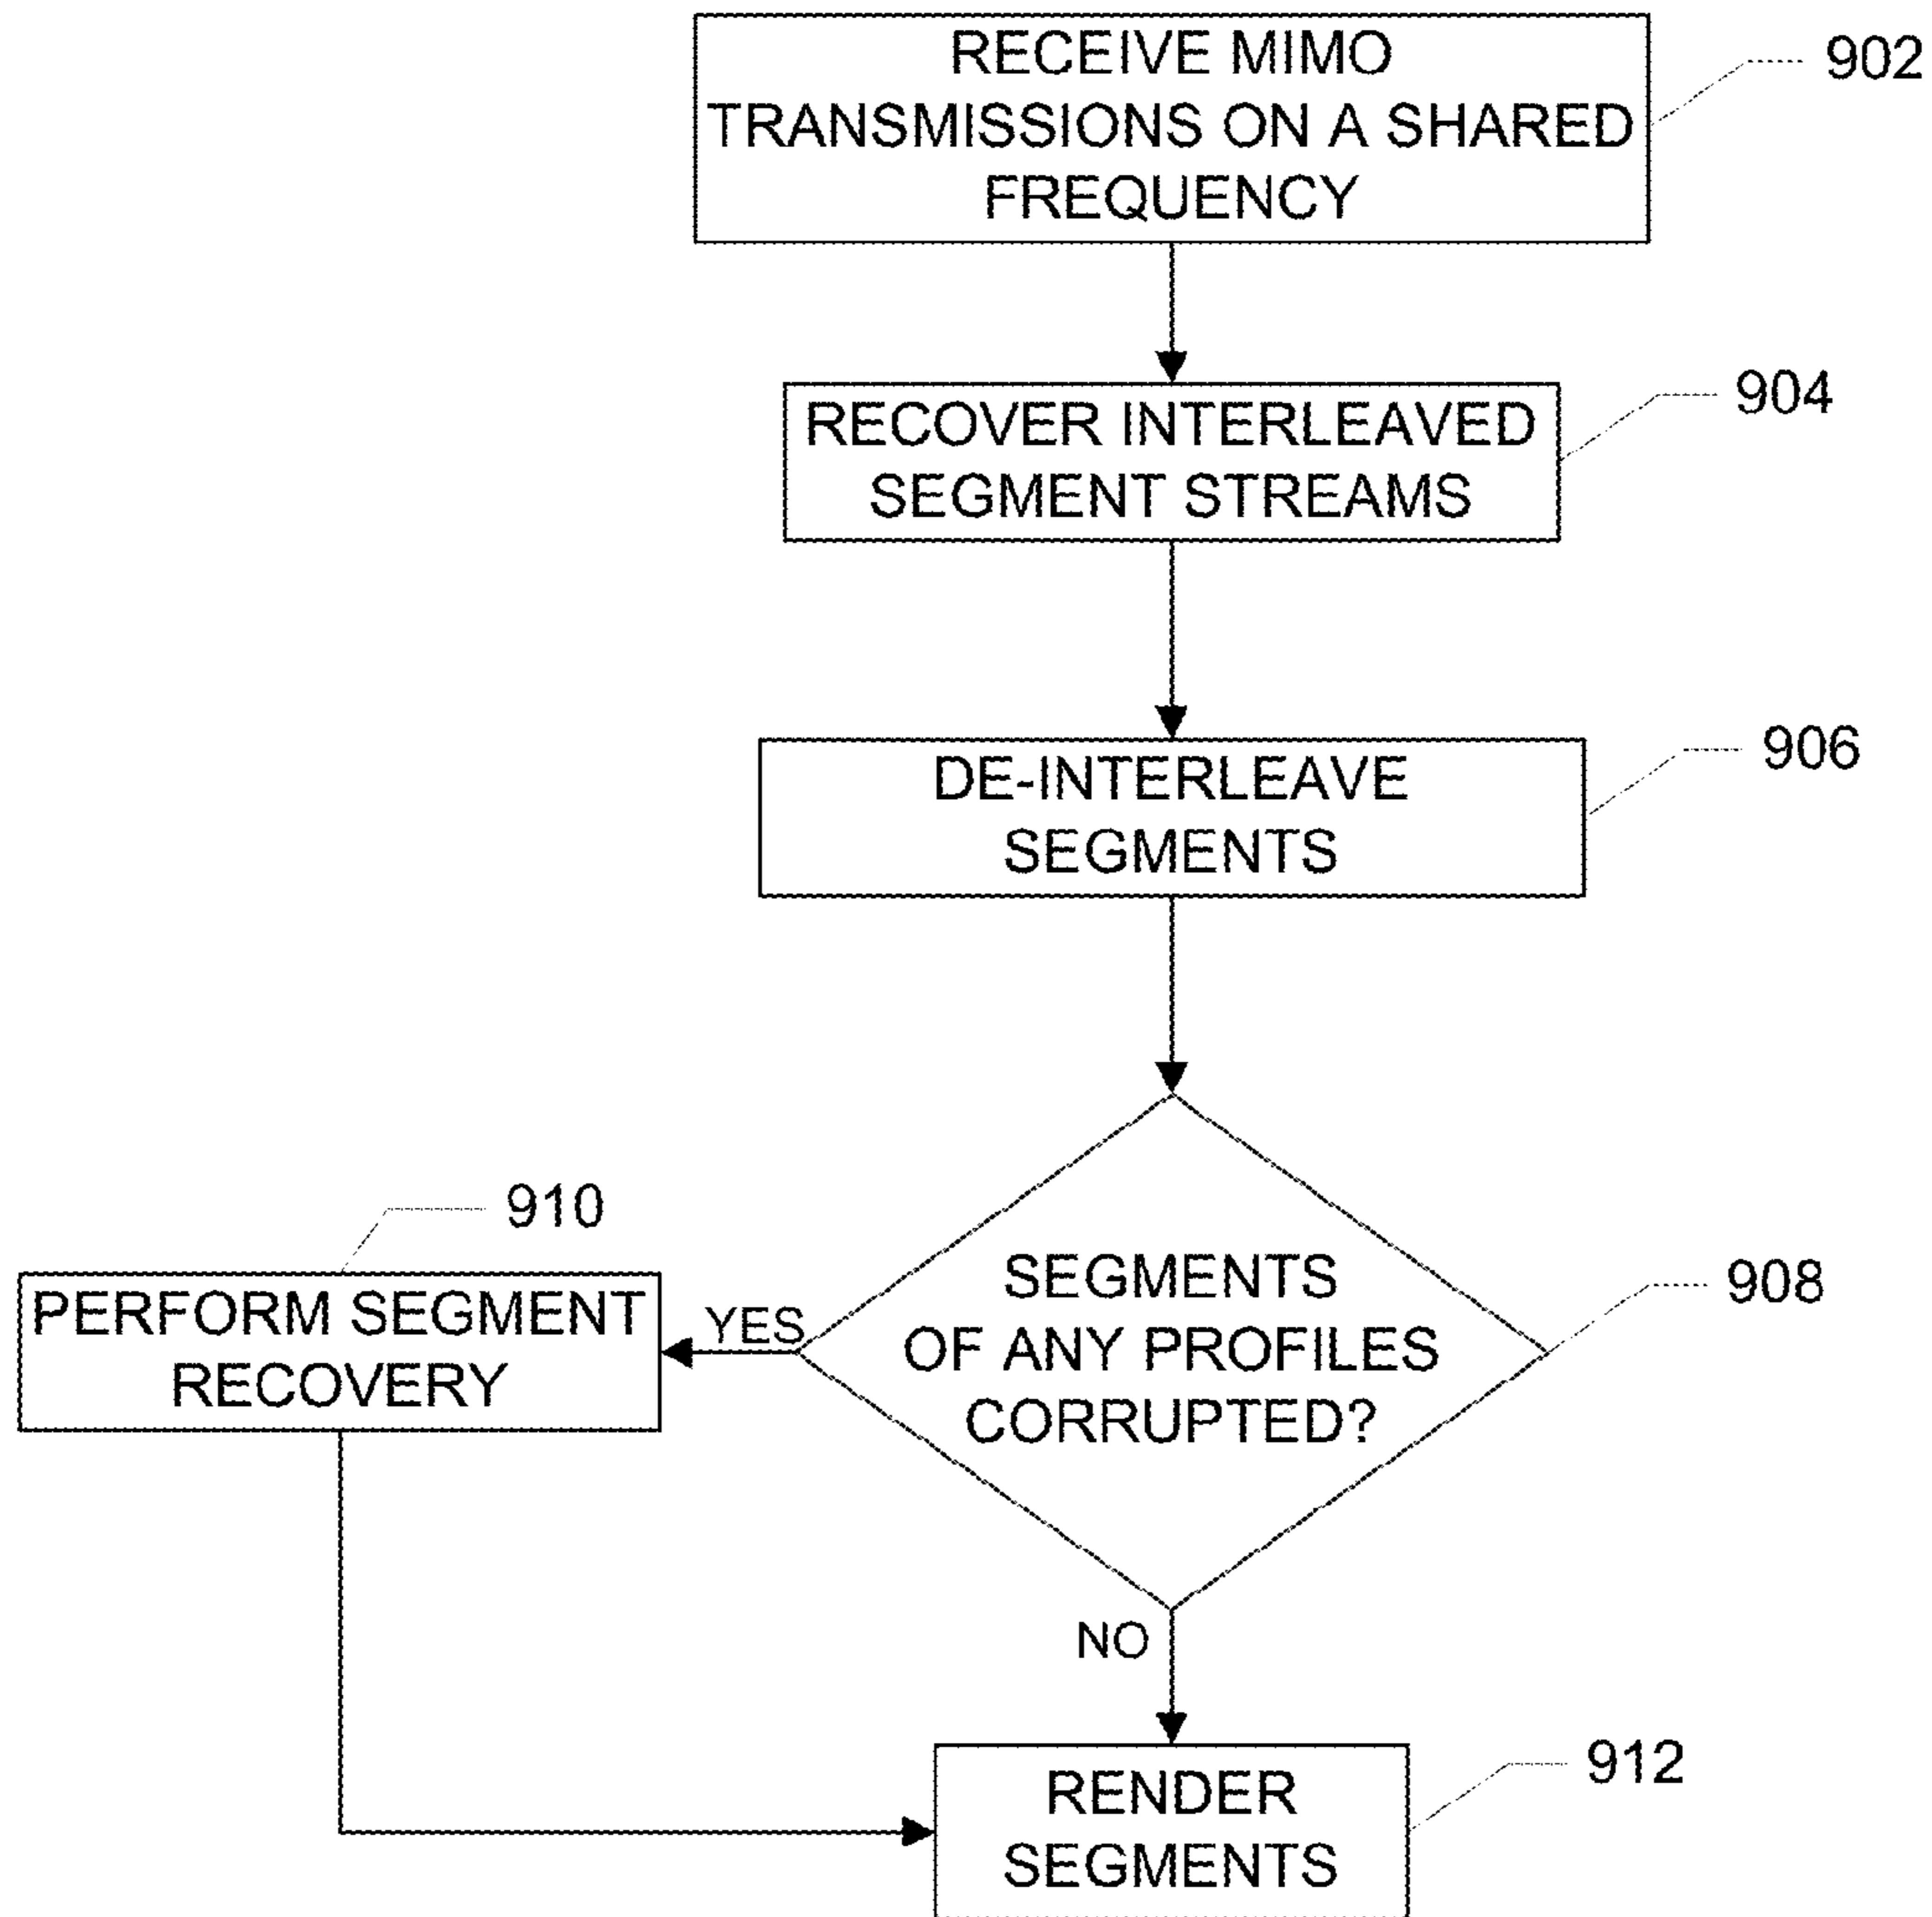 RECEIVE MIMO
TRANSMISSIONS ON A SHARED
FREQUENCY
902
RECOVER INTERLEAVED
SEGMENT STREAMS
904
DE-INTERLEAVE
SEGMENTS
906
SEGMENTS
OF ANY PROFILES
CORRUPTED?
908
YES
910
PERFORM SEGMENT
RECOVERY
NO
RENDER
SEGMENTS
912